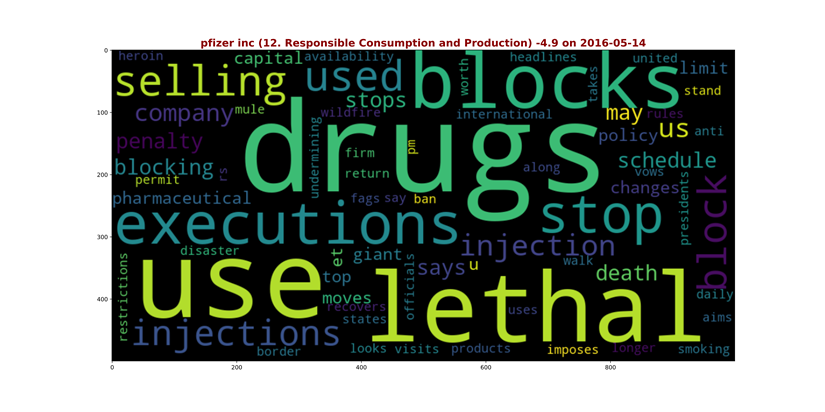 pfizer inc (12. Responsible Consumption and Production) -4.9 on 2016-05-14
heroin capital availability headlines united
selling used blocks worth takes limit
stops stand
company mule wildfire international may rules
drugs
penalty undermining firm pm policy us anti
blocking rs return along schedule
permit vows
pharmaceutical fags say ban changes
executions stop presidents block
disaster et giant injection
restrictions use top says u walk death
moves officials lethal daily
recovers
injections states uses aims
border looks visits products imposes longer smoking
0
100
200
300
400
0 200 400 600 800